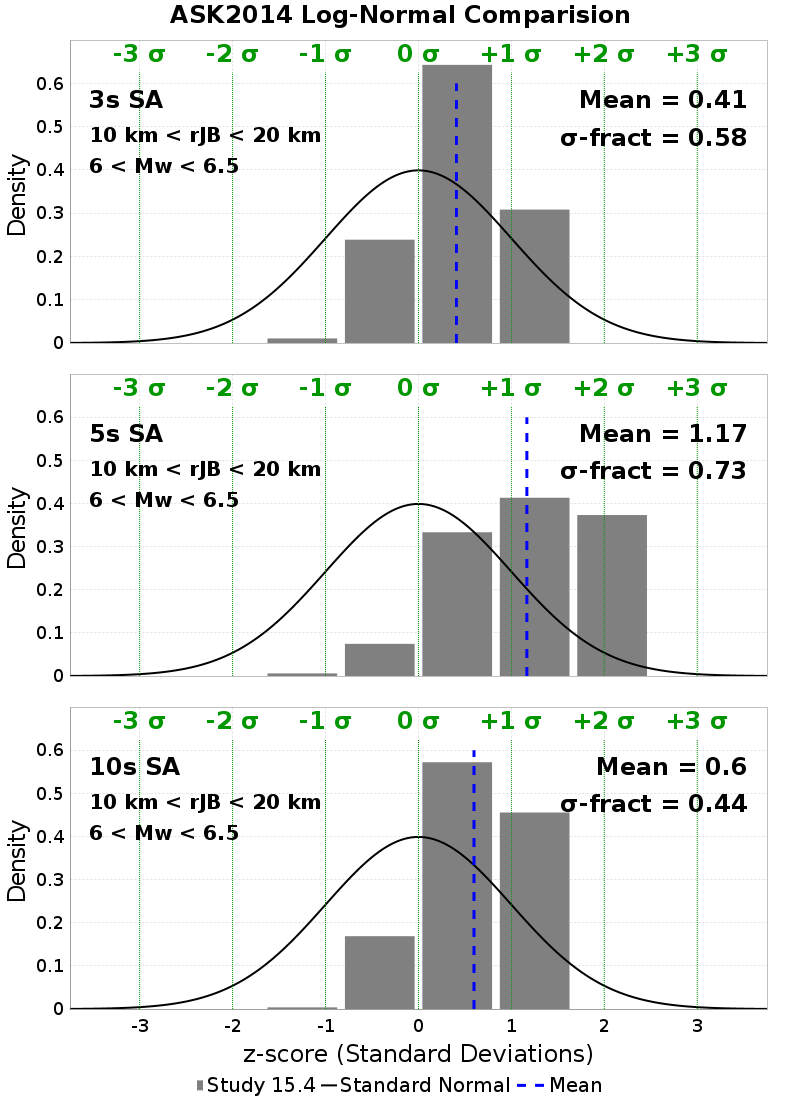 ASK2014 Log-Normal Comparision
-3 σ -2 σ -1 σ 0 σ +1 σ +2 σ +3 σ
3s SA
10 km < rJB < 20 km
6 < Mw < 6.5
Mean = 0.41
σ-fract = 0.58
Density
0.6
0.5
0.4
0.3
0.2
0.1
0
-3 σ -2 σ -1 σ 0 σ +1 σ +2 σ +3 σ
5s SA
10 km < rJB < 20 km
6 < Mw < 6.5
Mean = 1.17
σ-fract = 0.73
Density
0.6
0.5
0.4
0.3
0.2
0.1
0
-3 σ -2 σ -1 σ 0 σ +1 σ +2 σ +3 σ
10s SA
10 km < rJB < 20 km
6 < Mw < 6.5
Mean = 0.6
σ-fract = 0.44
Density
0.6
0.5
0.4
0.3
0.2
0.1
0
-3 -2 -1 0 1 2 3
z-score (Standard Deviations)
Study 15.4 Standard Normal Mean